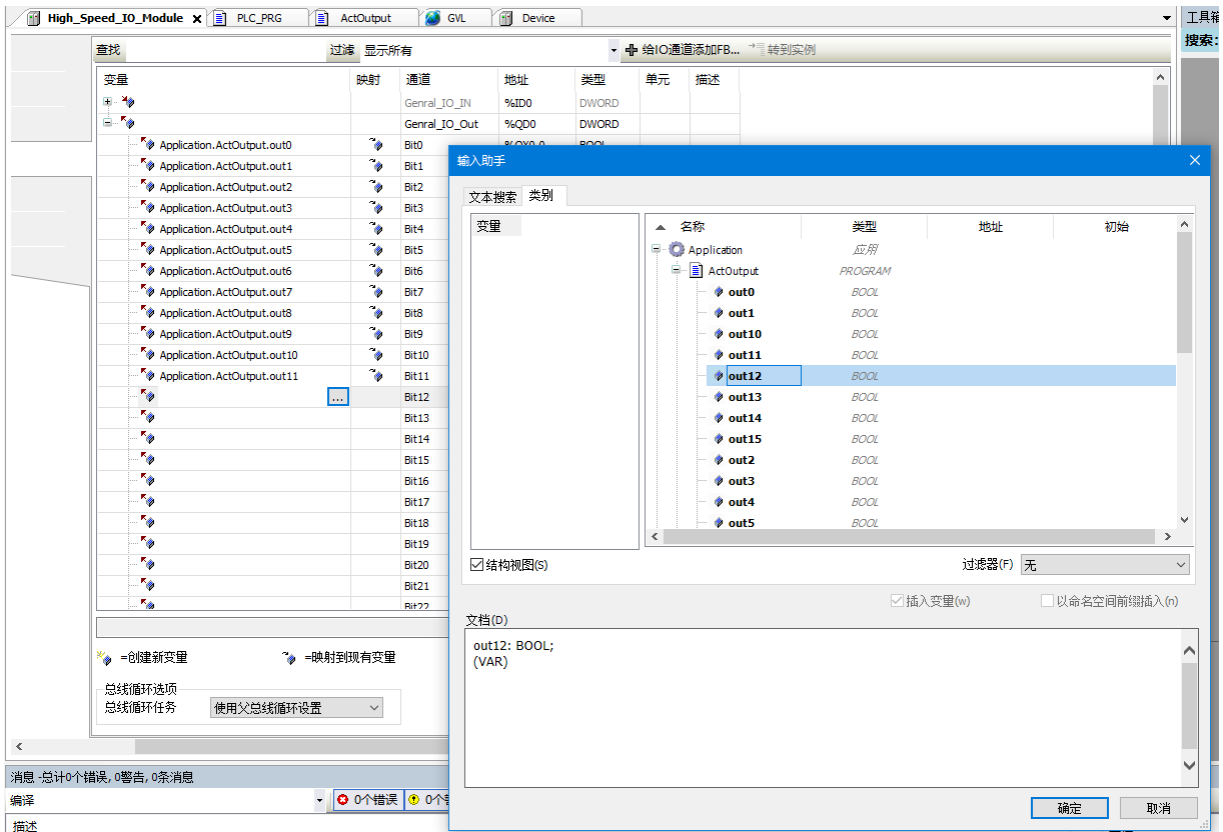 High_Speed_IO_Module PLC_PRG ActOutput GVL Device
工具箱
搜索:
查找 过滤 显示所有 给IO通道添加FB... 转到实例
变量 映射 通道 地址 类型 单元 描述
Genral_IO_IN %ID0 DWORD
Genral_IO_Out %QD0 DWORD
Application.ActOutput.out0 Bit0 %QX0.0 BOOL
Application.ActOutput.out1 Bit1
Application.ActOutput.out2 Bit2
Application.ActOutput.out3 Bit3
Application.ActOutput.out4 Bit4
Application.ActOutput.out5 Bit5
Application.ActOutput.out6 Bit6
Application.ActOutput.out7 Bit7
Application.ActOutput.out8 Bit8
Application.ActOutput.out9 Bit9
Application.ActOutput.out10 Bit10
Application.ActOutput.out11 Bit11
... Bit12
Bit13
Bit14
Bit15
Bit16
Bit17
Bit18
Bit19
Bit20
Bit21
Bit22
=创建新变量 =映射到现有变量
总线循环选项
总线循环任务 使用父总线循环设置
消息 -总计0个错误, 0警告, 0条消息
编译 0个错误
描述
输入助手
文本搜索 类别
变量
名称 类型 地址 初始
Application 应用
ActOutput PROGRAM
out0 BOOL
out1 BOOL
out10 BOOL
out11 BOOL
out12 BOOL
out13 BOOL
out14 BOOL
out15 BOOL
out2 BOOL
out3 BOOL
out4 BOOL
out5 BOOL
结构视图(S) 过滤器(F) 无
插入变量(w) 以命名空间前缀插入(n)
文档(D)
out12: BOOL;
(VAR)
确定 取消